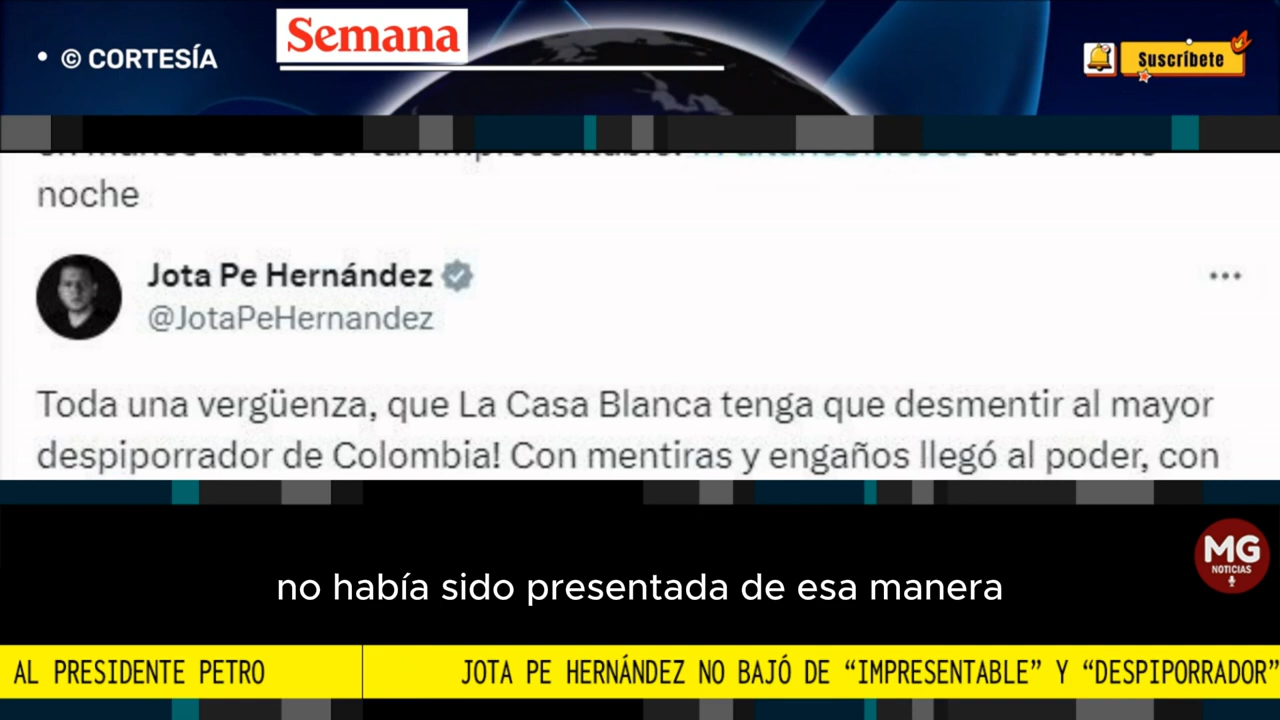 • © CORTESÍA
Semana
Suscríbete
noche
Jota Pe Hernández
@JotaPeHernandez
Toda una vergüenza, que La Casa Blanca tenga que desmentir al mayor
despiporrador de Colombia! Con mentiras y engaños llegó al poder, con
MG
NOTICIAS
no había sido presentada de esa manera
AL PRESIDENTE PETRO
JOTA PE HERNÁNDEZ NO BAJÓ DE “IMPRESENTABLE” Y “DESPIPORRADOR”